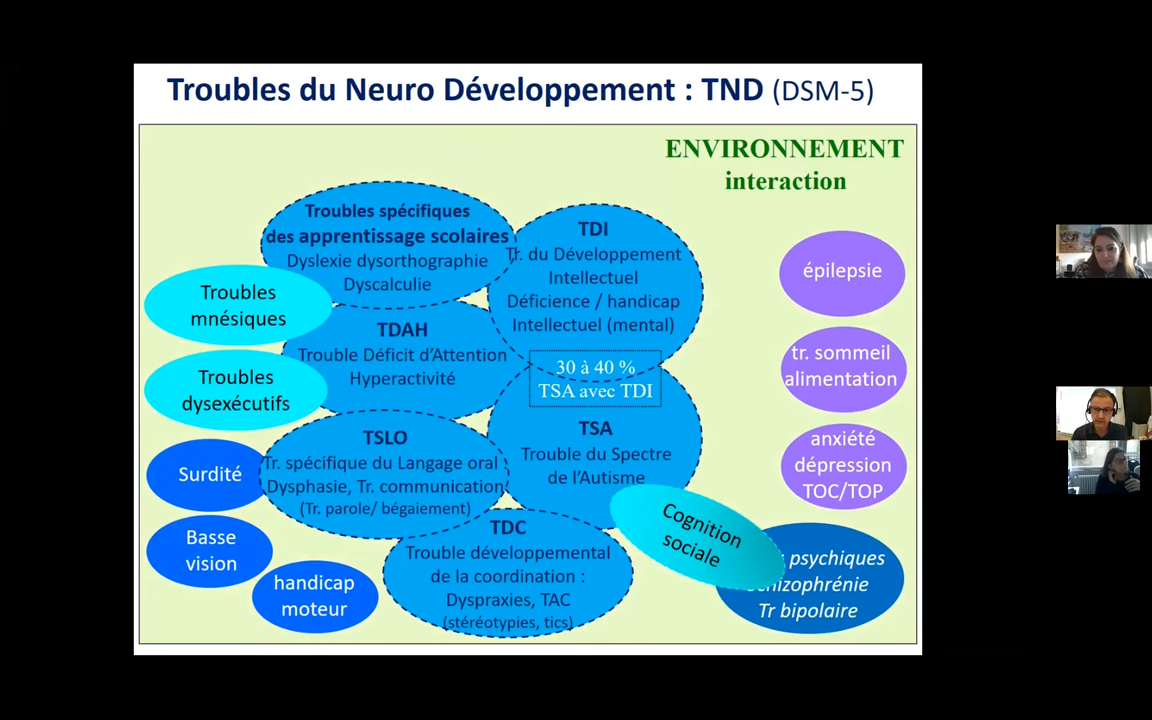 Troubles du Neuro Développement : TND (DSM-5)
ENVIRONNEMENT
interaction
Troubles spécifiques
des apprentissage scolaires
Dyslexie dysorthographie
Dyscalculie
TDI
Tr. du Développement
Intellectuel
Déficience / handicap
Intellectuel (mental)
Troubles
mnésiques
TDAH
Trouble Déficit d’Attention
Hyperactivité
30 à 40 %
TSA avec TDI
Troubles
dysexécutifs
TSLO
Tr. spécifique du Langage oral
Dysphasie, Tr. communication
(Tr. parole/ bégaiement)
TSA
Trouble du Spectre
de l’Autisme
Surdité
Basse
vision
handicap
moteur
TDC
Trouble développemental
de la coordination :
Dyspraxies, TAC
(stéréotypies, tics)
Cognition
sociale
épilepsie
tr. sommeil
alimentation
anxiété
dépression
TOC/TOP
psychiques
Tr bipolaire